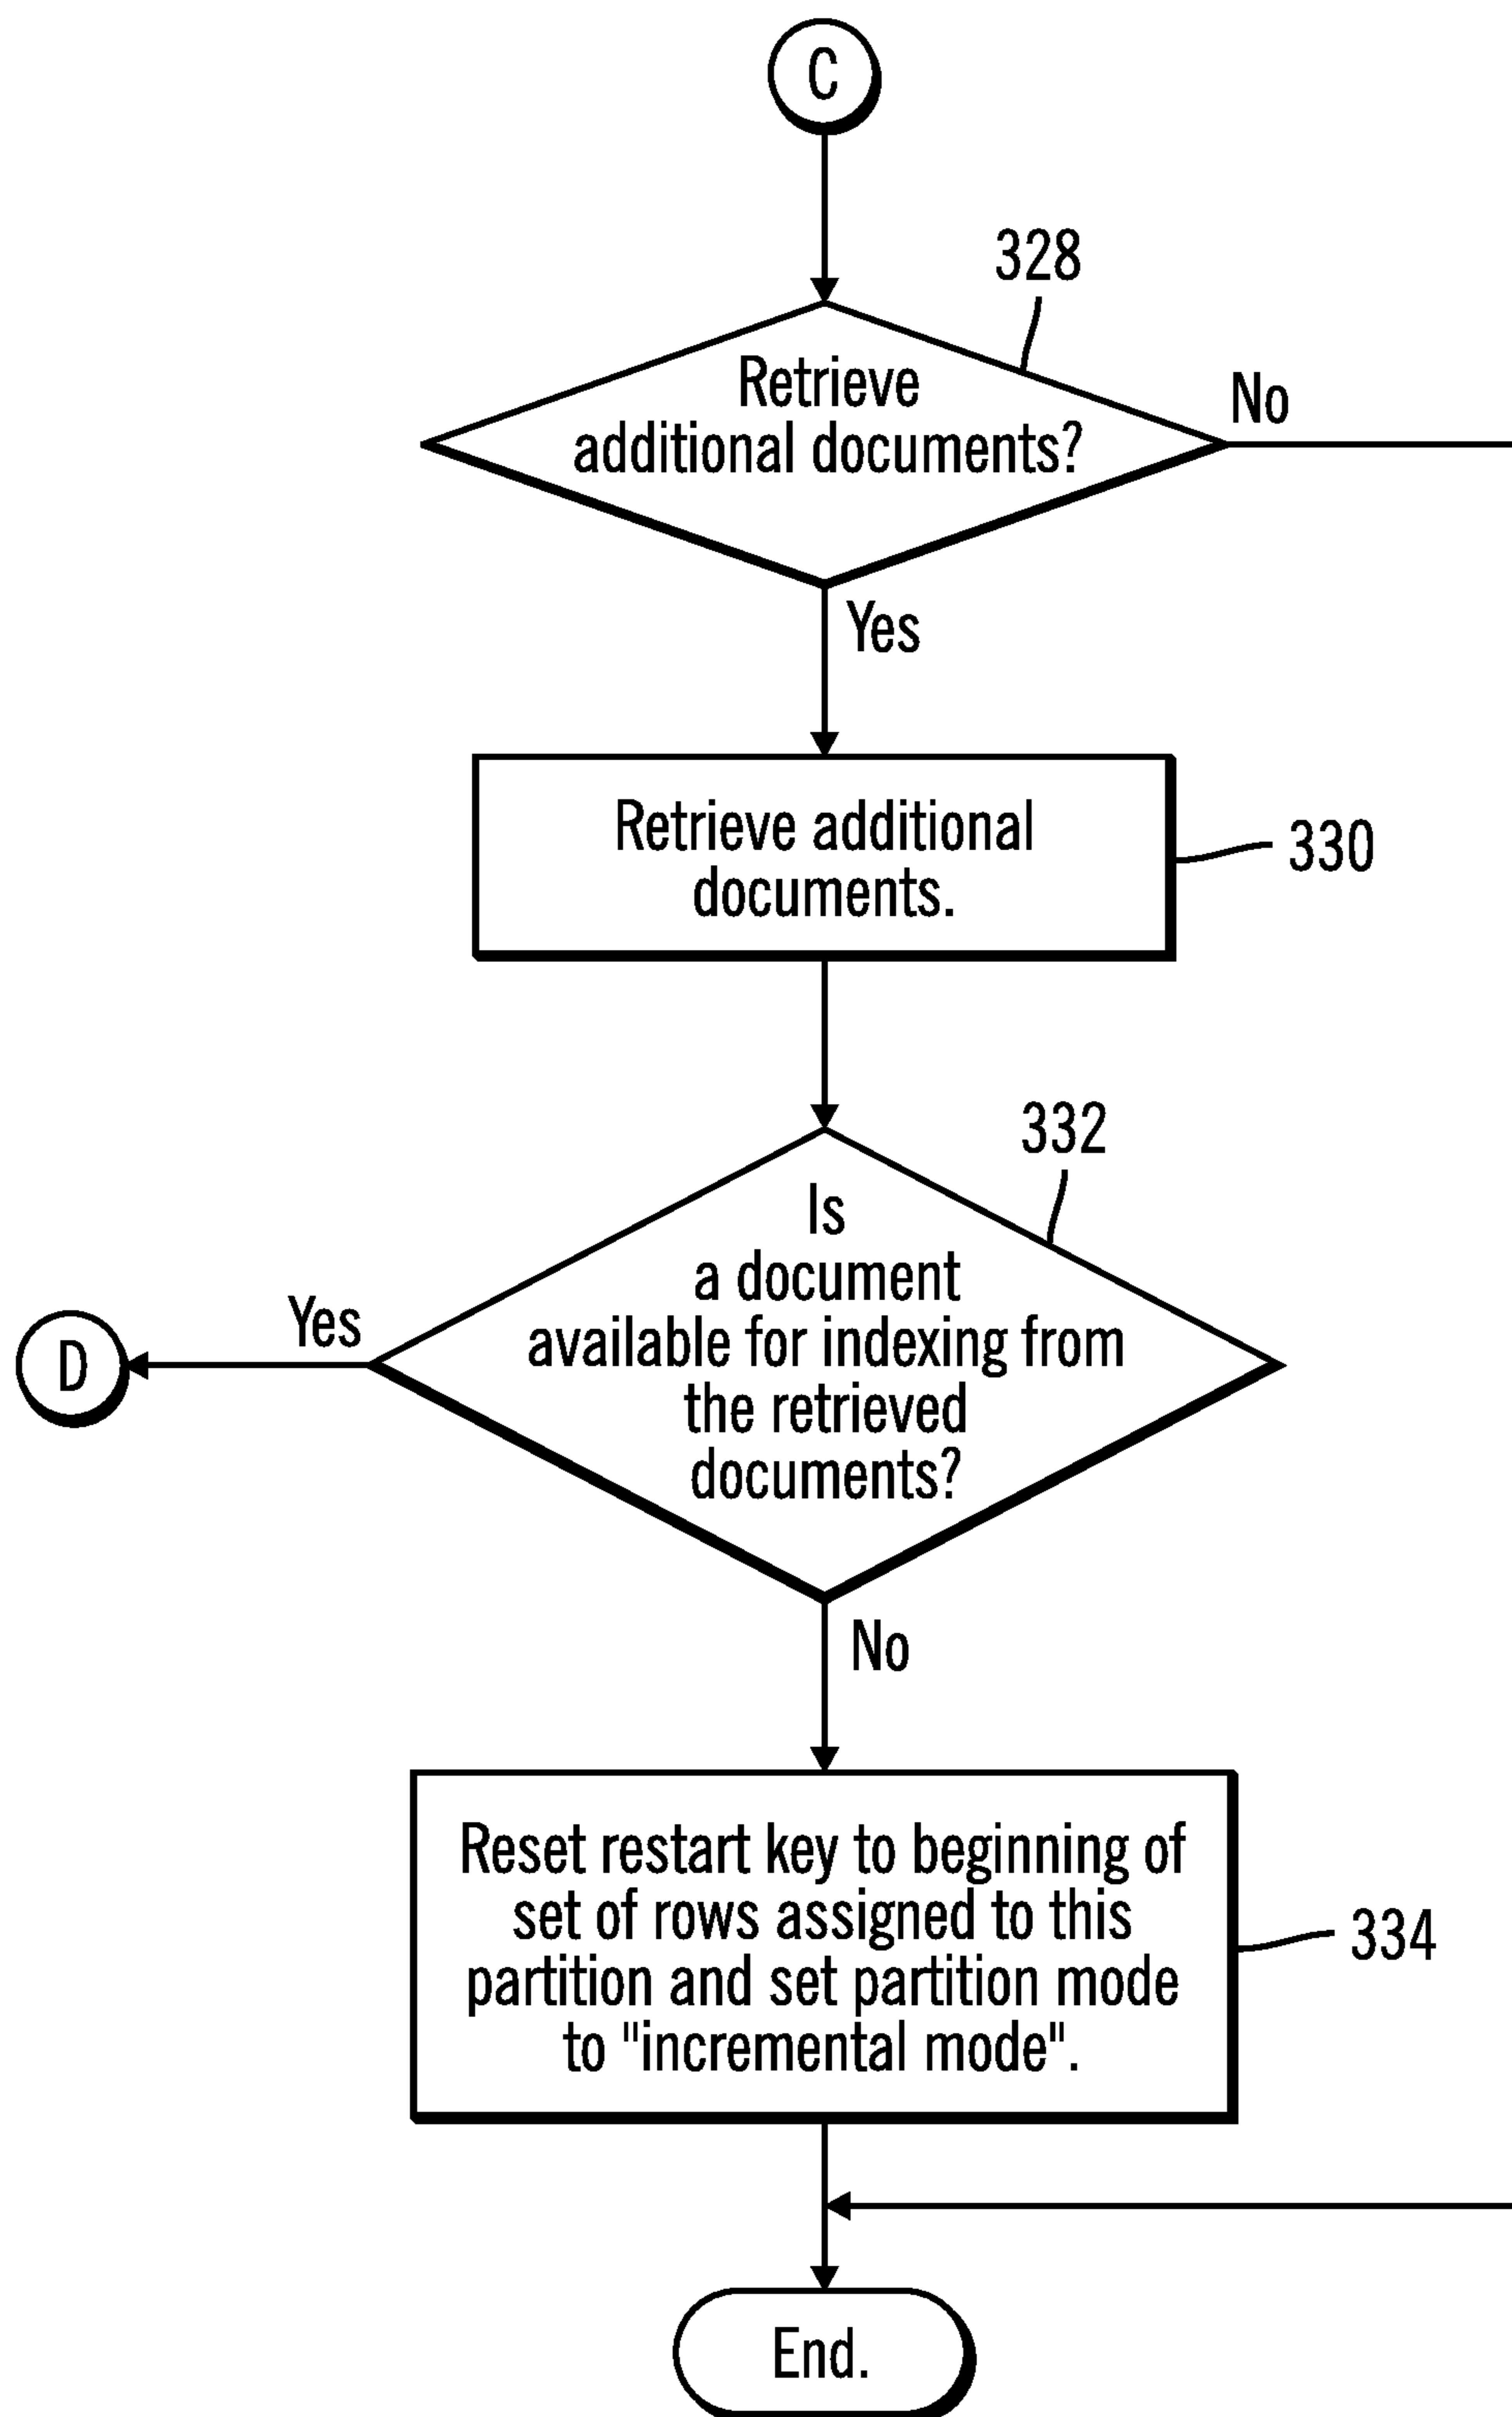 C
328
Retrieve
additional documents?
No
Yes
Retrieve additional
documents.
330
332
Is
a document
available for indexing from
the retrieved
documents?
Yes
D
No
Reset restart key to beginning of
set of rows assigned to this
partition and set partition mode
to "incremental mode".
334
End.